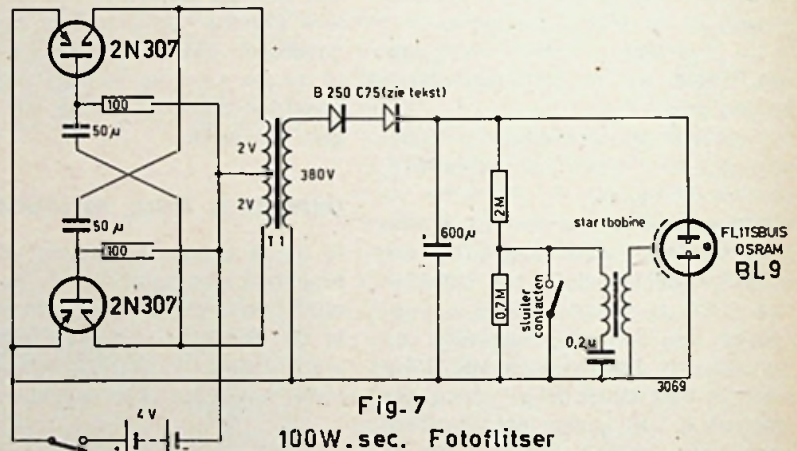 2N307
100
50µ
50µ
100
2N307
4V
2V
2V
T1
380V
B 250 C75(zie tekst)
600µ
2M
0,7M
sluiter
contacten
startbobine
0,2µ
FLITSBUIS
OSRAM
BL9
3069
Fig-7
100W.sec. Fotoflitser